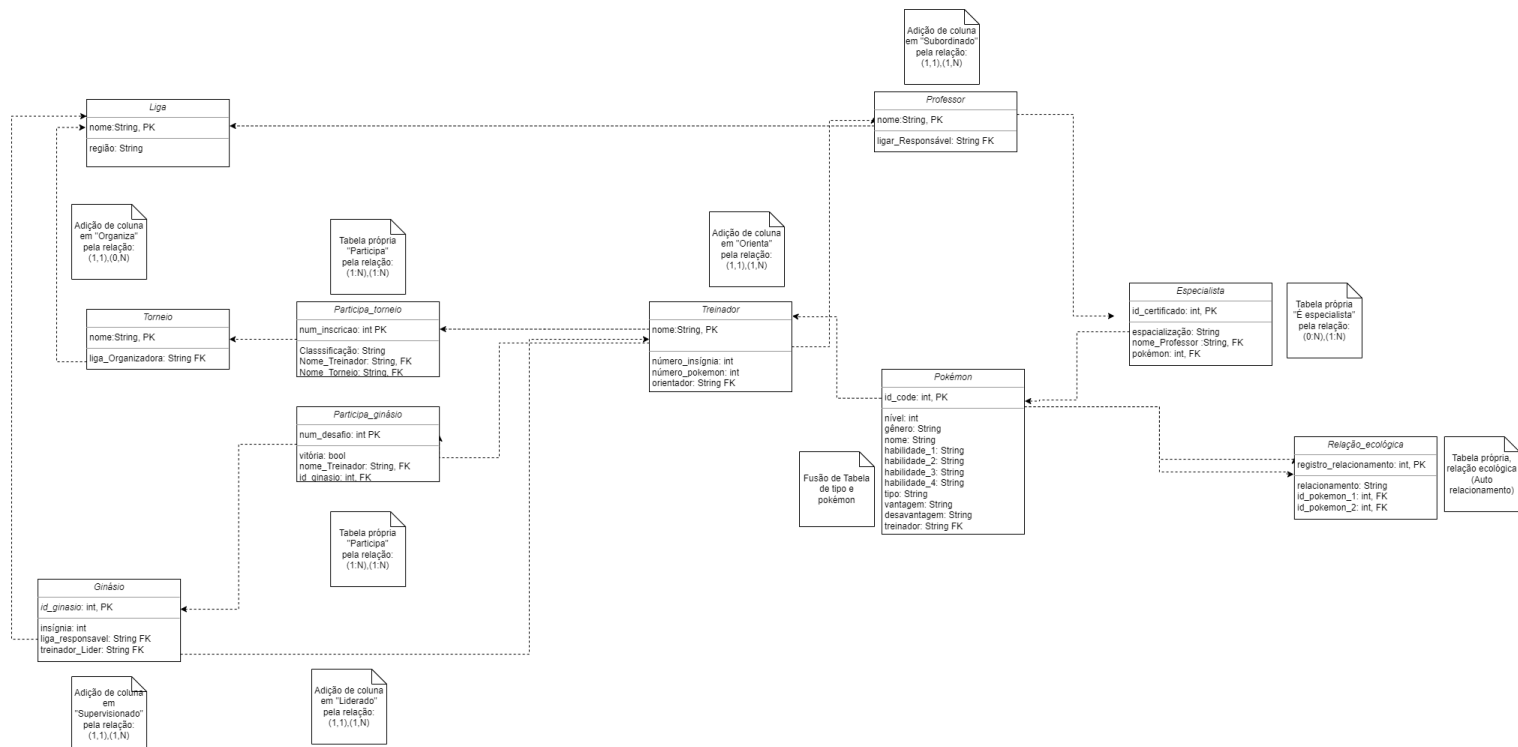 Adição de coluna
em "Subordinado"
pela relação:
(1,1),(1,N)
Liga
nome:String, PK
região: String
Professor
nome:String, PK
ligar_Responsável: String FK
Adição de coluna
em "Organiza"
pela relação:
(1,1),(0,N)
Tabela própria
"Participa"
pela relação:
(1:N),(1:N)
Adição de coluna
em "Orienta"
pela relação:
(1,1),(1,N)
Torneio
nome:String, PK
liga_Organizadora: String FK
Participa_torneio
num_inscricao: int PK
Classsificação: String
Nome_Treinador: String, FK
Nome_Torneio: String, FK
Treinador
nome:String, PK
número_insígnia: int
número_pokemon: int
orientador: String FK
Especialista
id_certificado: int, PK
espacialização: String
nome_Professor :String, FK
pokémon: int, FK
Tabela própria
"É especialista"
pela relação:
(0:N),(1:N)
Participa_ginásio
num_desafio: int PK
vitória: bool
nome_Treinador: String, FK
id_ginasio: int, FK
Pokémon
id_code: int, PK
nível: int
gênero: String
nome: String
habilidade_1: String
habilidade_2: String
habilidade_3: String
habilidade_4: String
tipo: String
vantagem: String
desavantagem: String
treinador: String FK
Fusão de Tabela
de tipo e
pokémon
Relação_ecológica
registro_relacionamento: int, PK
relacionamento: String
id_pokemon_1: int, FK
id_pokemon_2: int, FK
Tabela própria,
relação ecológica
(Auto
relacionamento)
Tabela própria
"Participa"
pela relação:
(1:N),(1:N)
Ginásio
id_ginasio: int, PK
insígnia: int
liga_responsavel: String FK
treinador_Lider: String FK
Adição de coluna
em
"Supervisionado"
pela relação:
(1,1),(1,N)
Adição de coluna
em "Liderado"
pela relação:
(1,1),(1,N)